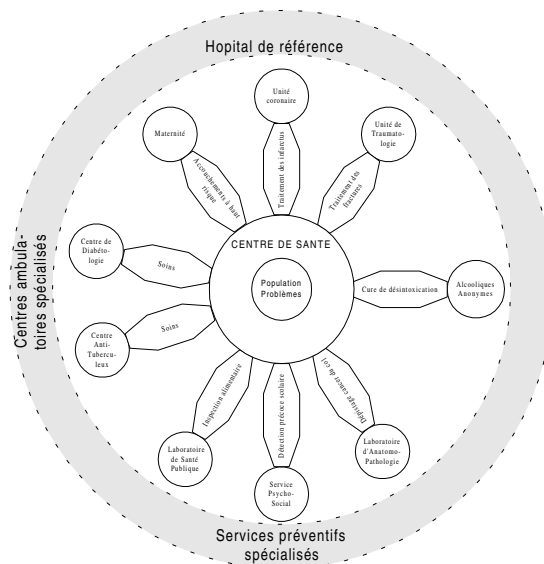 Hopital de référence
Unité
coronaire
Maternité
Unité de
Traumato-
logie
Accouchements à haut
risque
Traitement des infarctus
Traitement des
fractures
CENTRE DE SANTE
Centre de
Diabéto-
logie
Soins
Population
Problèmes
Cure de désintoxication
Alcooliques
Anonymes
Centres ambula-
toires spécialisés
Centre
Anti-
Tubercu-
leux
Soins
Inspection alimentaire
Détection précoce scolaire
Dépistage cancer du col
Laboratoire
de Santé
Publique
Laboratoire
d'Anatomo-
Pathologie
Service
Psycho-
Social
Services préventifs
spécialisés